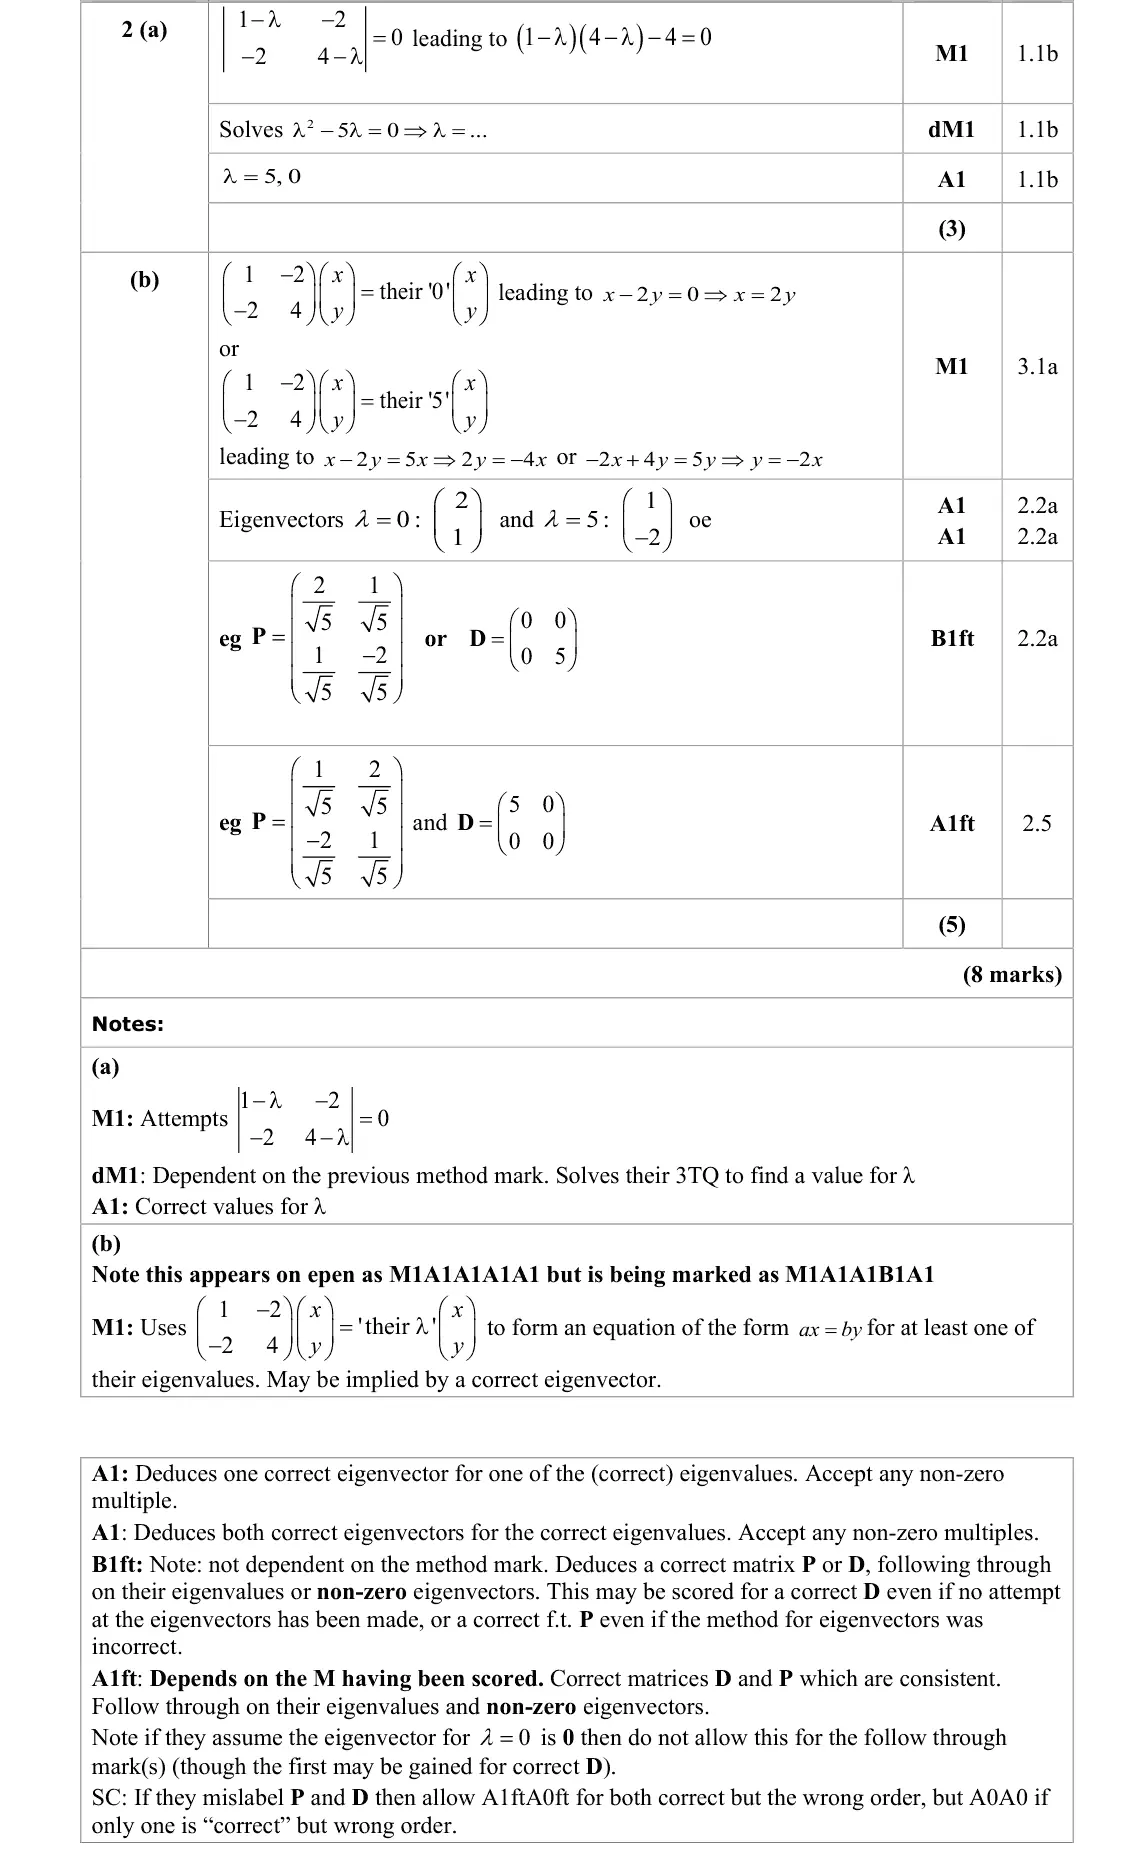 2 (a)
|1−λ −2|
|−2 4−λ| = 0 leading to (1−λ)(4−λ)−4=0
M1 1.1b
Solves λ² − 5λ = 0 ⇒ λ = ... dM1 1.1b
λ = 5, 0 A1 1.1b
(3)
(b)
(1 −2; −2 4)(x; y) = their '0' (x; y) leading to x − 2y = 0 ⇒ x = 2y
or
(1 −2; −2 4)(x; y) = their '5' (x; y)
leading to x − 2y = 5x ⇒ 2y = −4x or −2x + 4y = 5y ⇒ y = −2x
M1 3.1a
Eigenvectors λ = 0 : (2; 1) and λ = 5 : (1; −2) oe
A1 2.2a
A1 2.2a
eg P = (2/√5 1/√5; 1/√5 −2/√5) or D = (0 0; 0 5) B1ft 2.2a
eg P = (1/√5 2/√5; −2/√5 1/√5) and D = (5 0; 0 0) A1ft 2.5
(5)
(8 marks)
Notes:
(a)
M1: Attempts |1−λ −2; −2 4−λ| = 0
dM1: Dependent on the previous method mark. Solves their 3TQ to find a value for λ
A1: Correct values for λ
(b)
Note this appears on epen as M1A1A1A1A1 but is being marked as M1A1A1B1A1
M1: Uses (1 −2; −2 4)(x; y) = 'their λ' (x; y) to form an equation of the form ax = by for at least one of
their eigenvalues. May be implied by a correct eigenvector.
A1: Deduces one correct eigenvector for one of the (correct) eigenvalues. Accept any non-zero
multiple.
A1: Deduces both correct eigenvectors for the correct eigenvalues. Accept any non-zero multiples.
B1ft: Note: not dependent on the method mark. Deduces a correct matrix P or D, following through
on their eigenvalues or non-zero eigenvectors. This may be scored for a correct D even if no attempt
at the eigenvectors has been made, or a correct f.t. P even if the method for eigenvectors was
incorrect.
A1ft: Depends on the M having been scored. Correct matrices D and P which are consistent.
Follow through on their eigenvalues and non-zero eigenvectors.
Note if they assume the eigenvector for λ = 0 is 0 then do not allow this for the follow through
mark(s) (though the first may be gained for correct D).
SC: If they mislabel P and D then allow A1ftA0ft for both correct but the wrong order, but A0A0 if
only one is “correct” but wrong order.